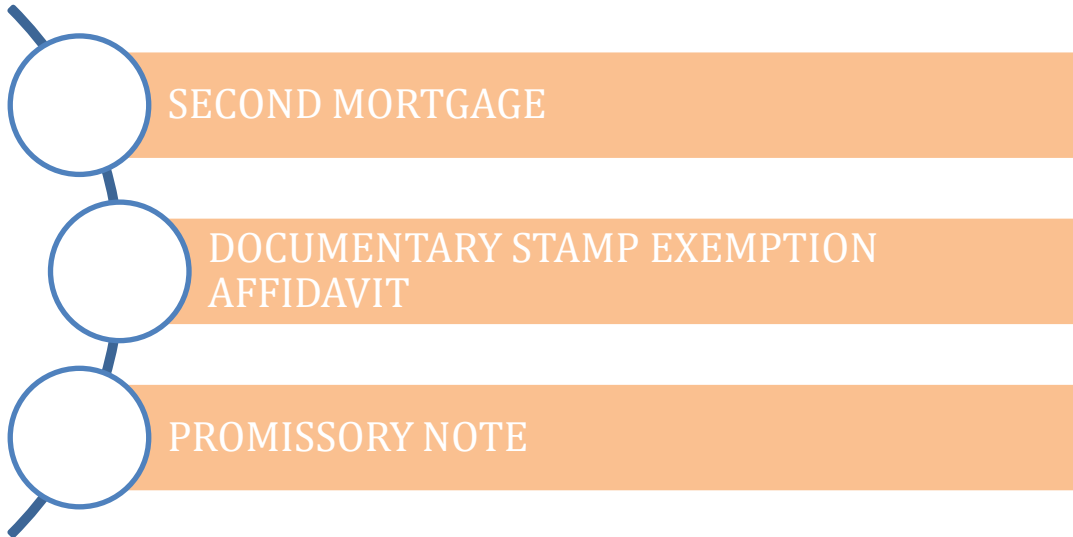 SECOND MORTGAGE
DOCUMENTARY STAMP EXEMPTION
AFFIDAVIT
PROMISSORY NOTE